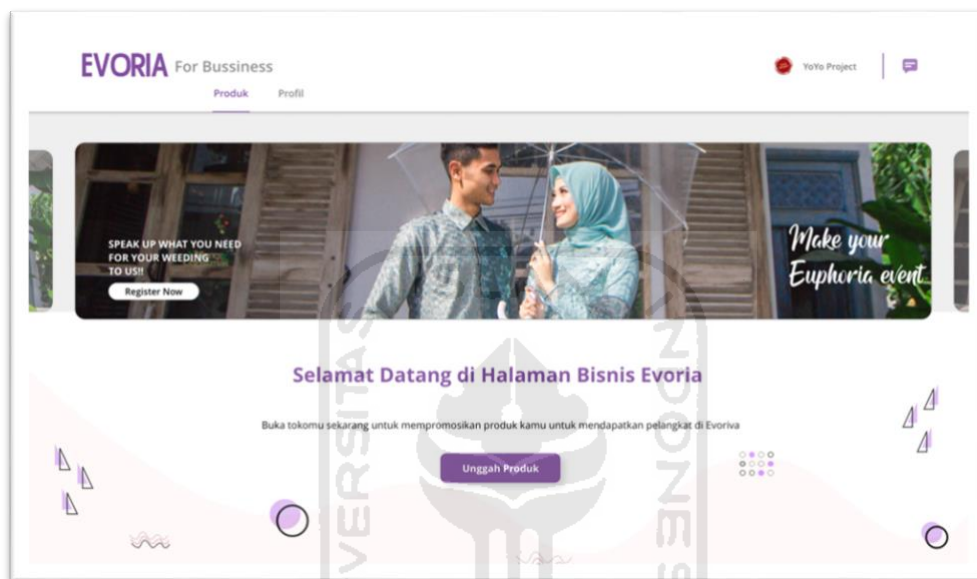 EVORIA For Bussiness
YoYo Project
Produk Profil
SPEAK UP WHAT YOU NEED
FOR YOUR WEEDING
TO US!!
Register Now
Make your
Euphoria event
Selamat Datang di Halaman Bisnis Evoria
Buka tokomu sekarang untuk mempromosikan produk kamu untuk mendapatkan pelangkat di Evoriva
Unggah Produk